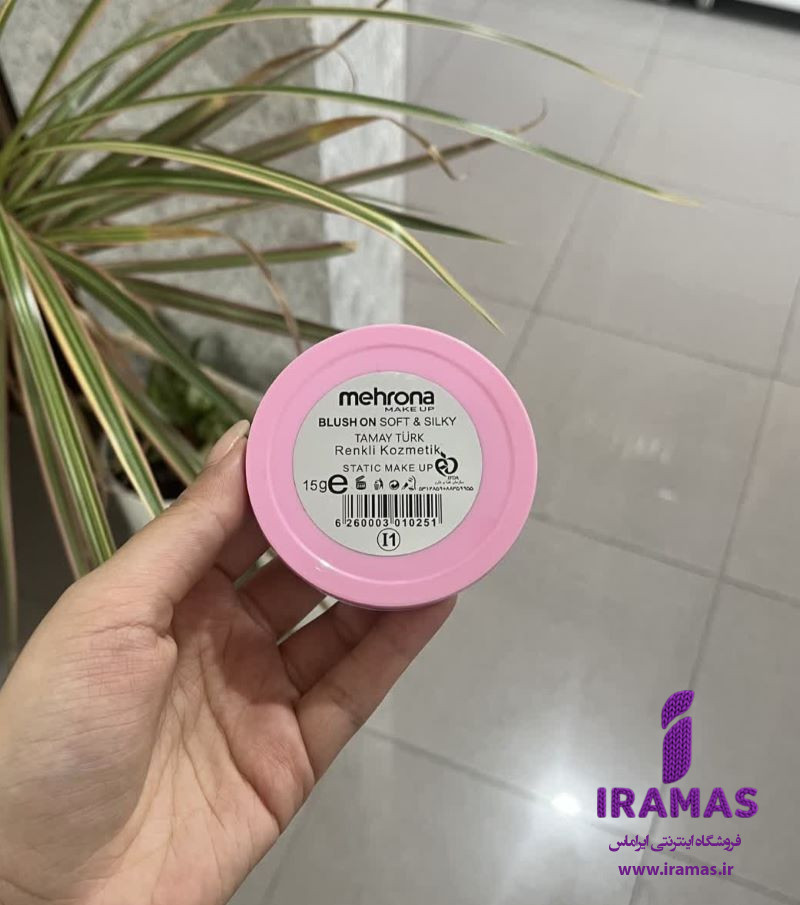 mehrona
MAKE UP
BLUSH ON SOFT & SILKY
TAMAY TÜRK
Renkli Kozmetik
STATIC MAKE UP
15g e
6 260003 010251
I1
IRAMAS
فروشگاه اینترنتی ایراماس
www.iramas.ir